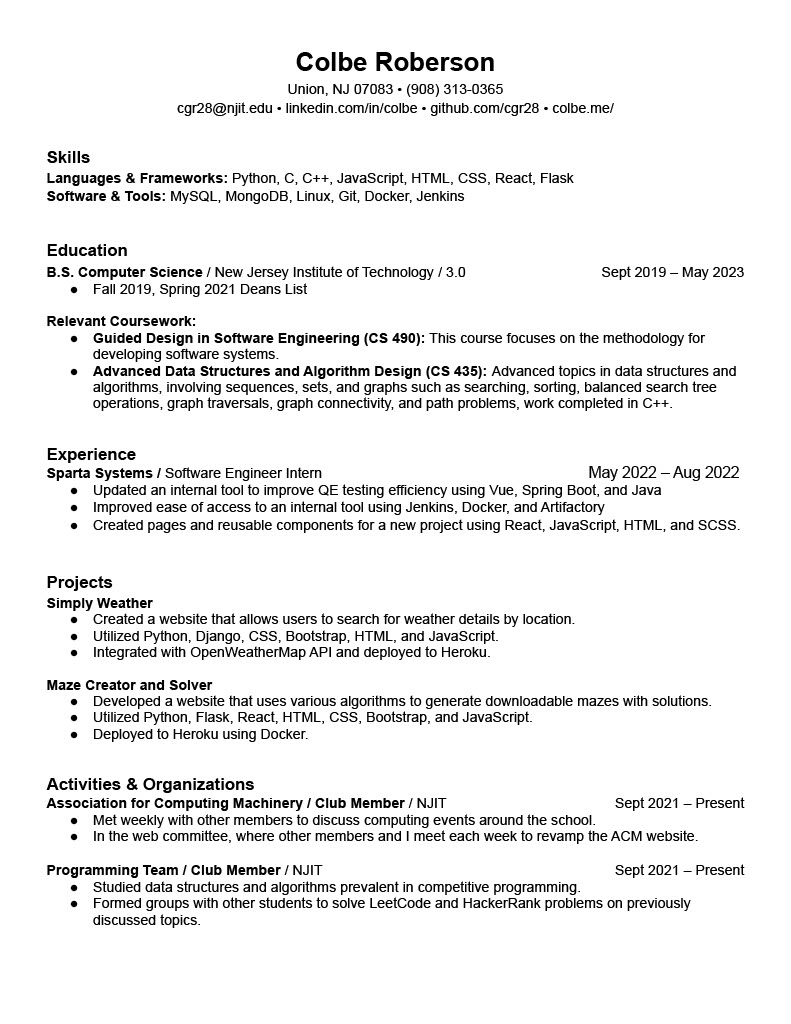 Colbe Roberson
Union, NJ 07083 • (908) 313-0365
cgr28@njit.edu • linkedin.com/in/colbe • github.com/cgr28 • colbe.me/
Skills
Languages & Frameworks: Python, C, C++, JavaScript, HTML, CSS, React, Flask
Software & Tools: MySQL, MongoDB, Linux, Git, Docker, Jenkins
Education
B.S. Computer Science / New Jersey Institute of Technology / 3.0 Sept 2019 – May 2023
● Fall 2019, Spring 2021 Deans List
Relevant Coursework:
● Guided Design in Software Engineering (CS 490): This course focuses on the methodology for
developing software systems.
● Advanced Data Structures and Algorithm Design (CS 435): Advanced topics in data structures and
algorithms, involving sequences, sets, and graphs such as searching, sorting, balanced search tree
operations, graph traversals, graph connectivity, and path problems, work completed in C++.
Experience
Sparta Systems / Software Engineer Intern May 2022 – Aug 2022
● Updated an internal tool to improve QE testing efficiency using Vue, Spring Boot, and Java
● Improved ease of access to an internal tool using Jenkins, Docker, and Artifactory
● Created pages and reusable components for a new project using React, JavaScript, HTML, and SCSS.
Projects
Simply Weather
● Created a website that allows users to search for weather details by location.
● Utilized Python, Django, CSS, Bootstrap, HTML, and JavaScript.
● Integrated with OpenWeatherMap API and deployed to Heroku.
Maze Creator and Solver
● Developed a website that uses various algorithms to generate downloadable mazes with solutions.
● Utilized Python, Flask, React, HTML, CSS, Bootstrap, and JavaScript.
● Deployed to Heroku using Docker.
Activities & Organizations
Association for Computing Machinery / Club Member / NJIT Sept 2021 – Present
● Met weekly with other members to discuss computing events around the school.
● In the web committee, where other members and I meet each week to revamp the ACM website.
Programming Team / Club Member / NJIT Sept 2021 – Present
● Studied data structures and algorithms prevalent in competitive programming.
● Formed groups with other students to solve LeetCode and HackerRank problems on previously
discussed topics.